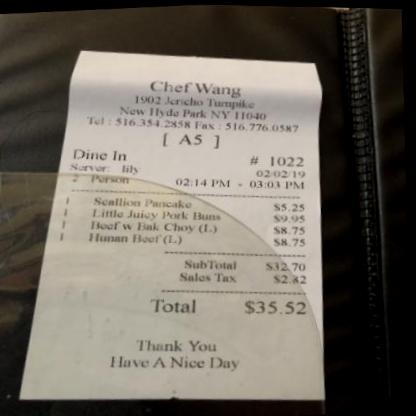 Chef Wang
1902 Jericho Turnpike
New Hyde Park NY 11040
Tel : 516.354.2858 Fax : 516.776.0587
[ A5 ]
Dine In # 1022
Server: lily 02/02/19
2 Person 02:14 PM - 03:03 PM
1 Scallion Pancake $5.25
1 Little Juicy Pork Buns $9.95
1 Beef w Bak Choy (L) $8.75
1 Hunan Beef (L) $8.75
SubTotal $32.70
Sales Tax $2.82
Total $35.52
Thank You
Have A Nice Day